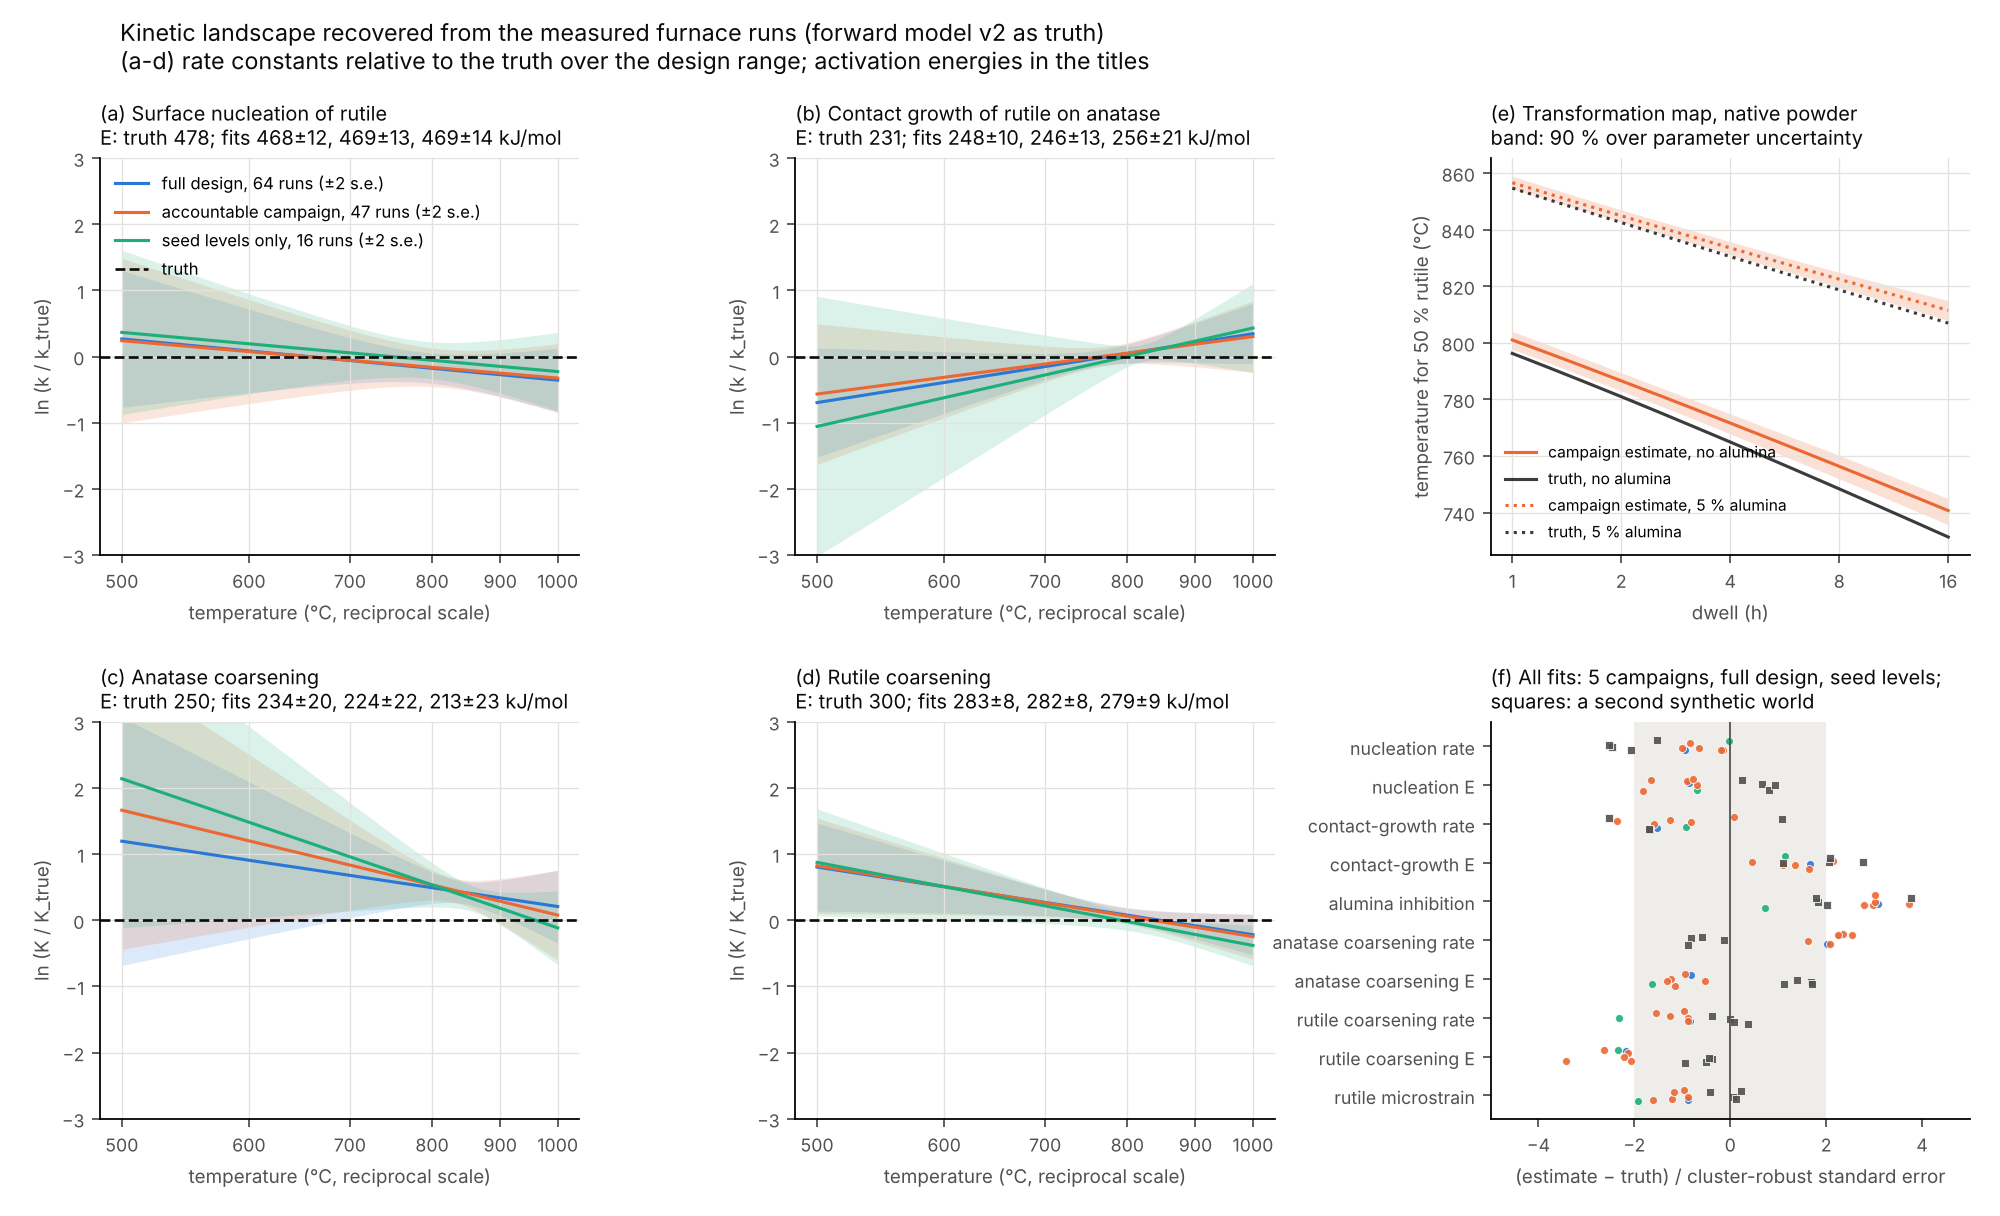 Kinetic landscape recovered from the measured furnace runs (forward model v2 as truth)
(a-d) rate constants relative to the truth over the design range; activation energies in the titles
(a) Surface nucleation of rutile
E: truth 478; fits 468±12, 469±13, 469±14 kJ/mol
3
2
1
0
−1
−2
−3
ln (k / k_true)
full design, 64 runs (±2 s.e.)
accountable campaign, 47 runs (±2 s.e.)
seed levels only, 16 runs (±2 s.e.)
truth
500
600
700
800
900
1000
temperature (°C, reciprocal scale)
(b) Contact growth of rutile on anatase
E: truth 231; fits 248±10, 246±13, 256±21 kJ/mol
3
2
1
0
−1
−2
−3
ln (k / k_true)
500
600
700
800
900
1000
temperature (°C, reciprocal scale)
(e) Transformation map, native powder
band: 90 % over parameter uncertainty
860
840
820
800
780
760
740
temperature for 50 % rutile (°C)
campaign estimate, no alumina
truth, no alumina
campaign estimate, 5 % alumina
truth, 5 % alumina
1
2
4
8
16
dwell (h)
(c) Anatase coarsening
E: truth 250; fits 234±20, 224±22, 213±23 kJ/mol
3
2
1
0
−1
−2
−3
ln (K / K_true)
500
600
700
800
900
1000
temperature (°C, reciprocal scale)
(d) Rutile coarsening
E: truth 300; fits 283±8, 282±8, 279±9 kJ/mol
3
2
1
0
−1
−2
−3
ln (K / K_true)
500
600
700
800
900
1000
temperature (°C, reciprocal scale)
(f) All fits: 5 campaigns, full design, seed levels;
squares: a second synthetic world
nucleation rate
nucleation E
contact-growth rate
contact-growth E
alumina inhibition
anatase coarsening rate
anatase coarsening E
rutile coarsening rate
rutile coarsening E
rutile microstrain
−4
−2
0
2
4
(estimate − truth) / cluster-robust standard error